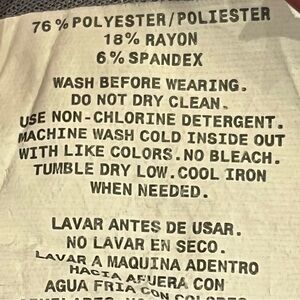 76% POLYESTER/POLIESTER
18% RAYON
6% SPANDEX
WASH BEFORE WEARING.
DO NOT DRY CLEAN.
USE NON-CHLORINE DETERGENT.
MACHINE WASH COLD INSIDE OUT
WITH LIKE COLORS.NO BLEACH.
TUMBLE DRY LOW.COOL IRON
WHEN NEEDED.
LAVAR ANTES DE USAR.
NO LAVAR EN SECO.
LAVAR A MAQUINA ADENTRO
HACIA AFUERA CON
AGUA FRIA CON COLORES